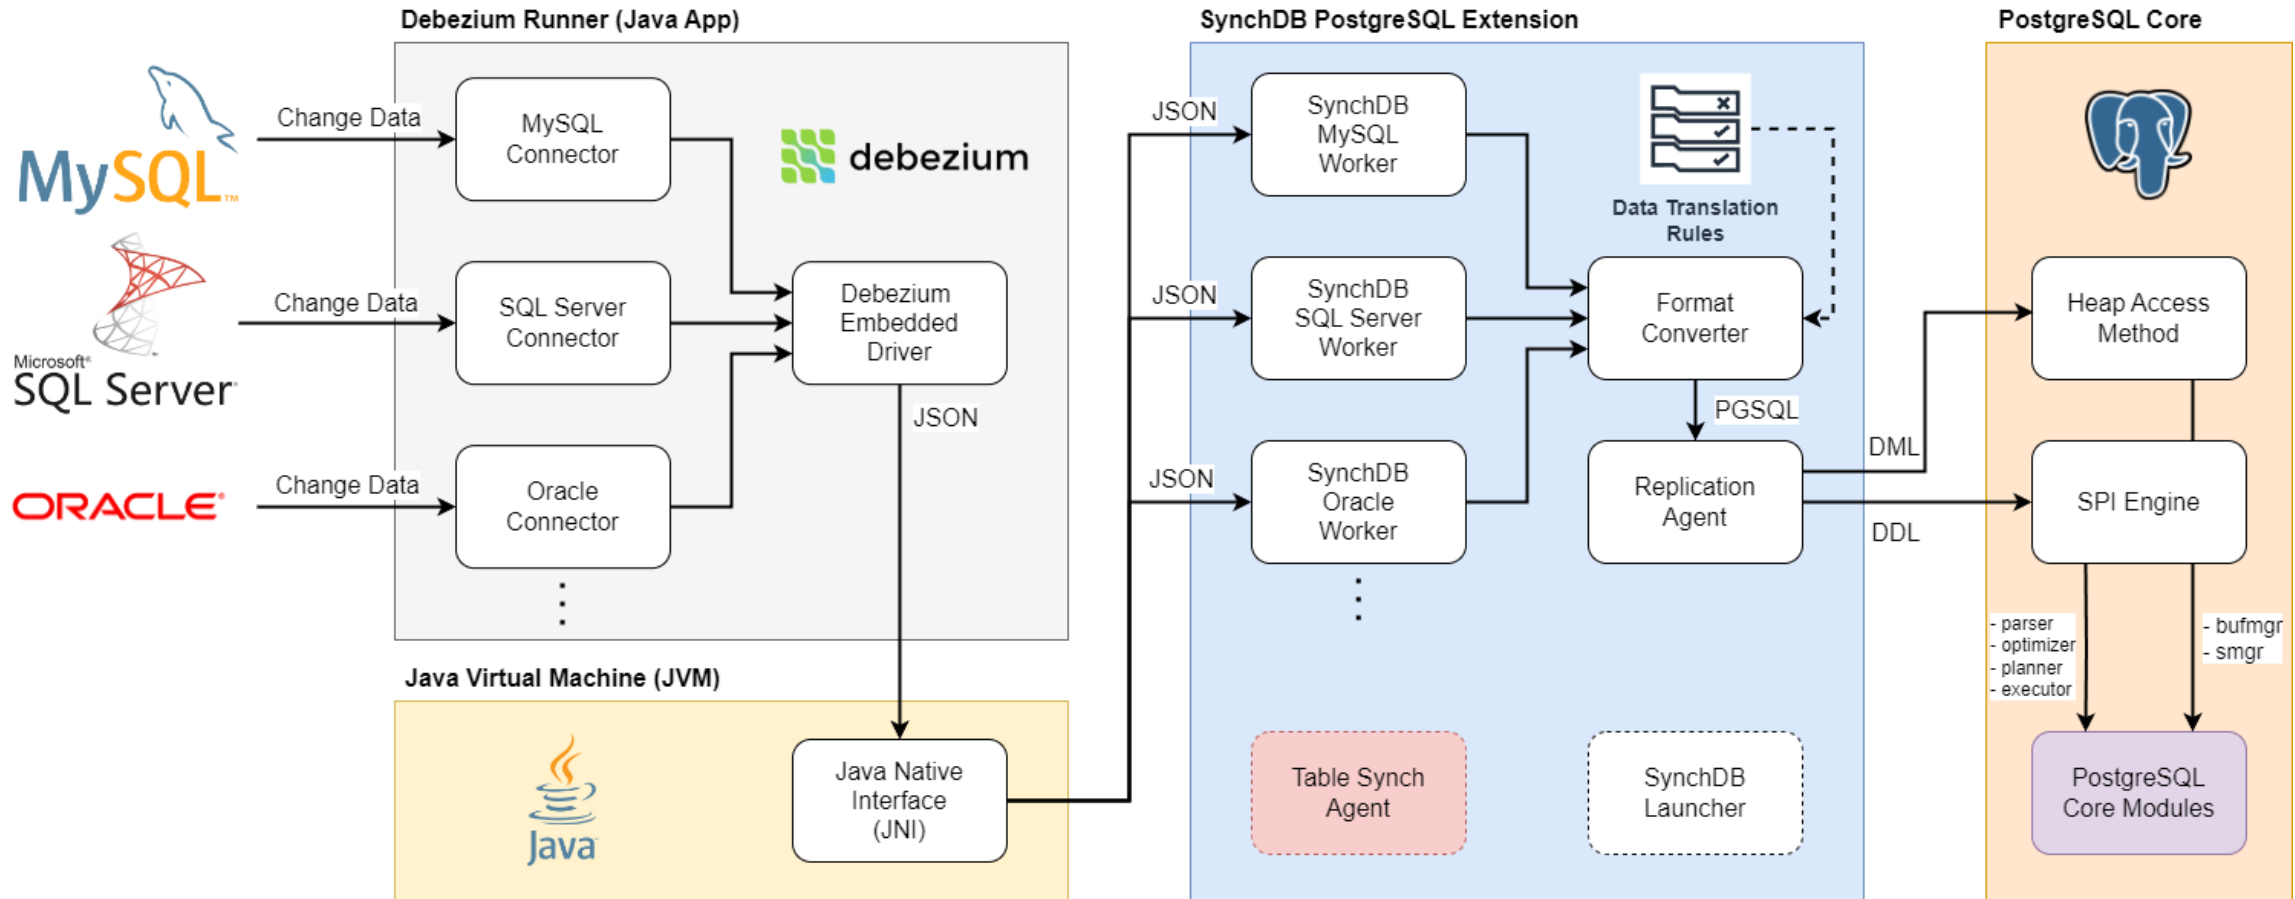 Debezium Runner (Java App)
SynchDB PostgreSQL Extension
PostgreSQL Core
MySQL™
Change Data
MySQL
Connector
debezium
JSON
SynchDB
MySQL
Worker
Data Translation
Rules
Microsoft®
SQL Server®
Change Data
SQL Server
Connector
Debezium
Embedded
Driver
JSON
JSON
SynchDB
SQL Server
Worker
Format
Converter
PGSQL
Heap Access
Method
ORACLE®
Change Data
Oracle
Connector
JSON
SynchDB
Oracle
Worker
Replication
Agent
DML
DDL
SPI Engine
- parser
- optimizer
- planner
- executor
- bufmgr
- smgr
Java Virtual Machine (JVM)
Java
Java Native
Interface
(JNI)
Table Synch
Agent
SynchDB
Launcher
PostgreSQL
Core Modules